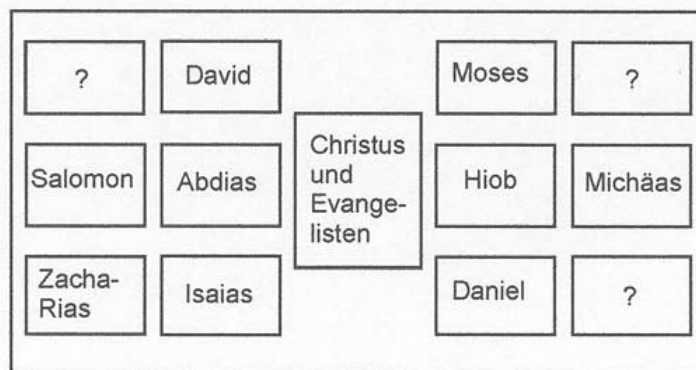 ?
David
Moses
?
Christus
und
Evange-
listen
Salomon
Abdias
Hiob
Michäas
Zacha-
Rias
Isaias
Daniel
?